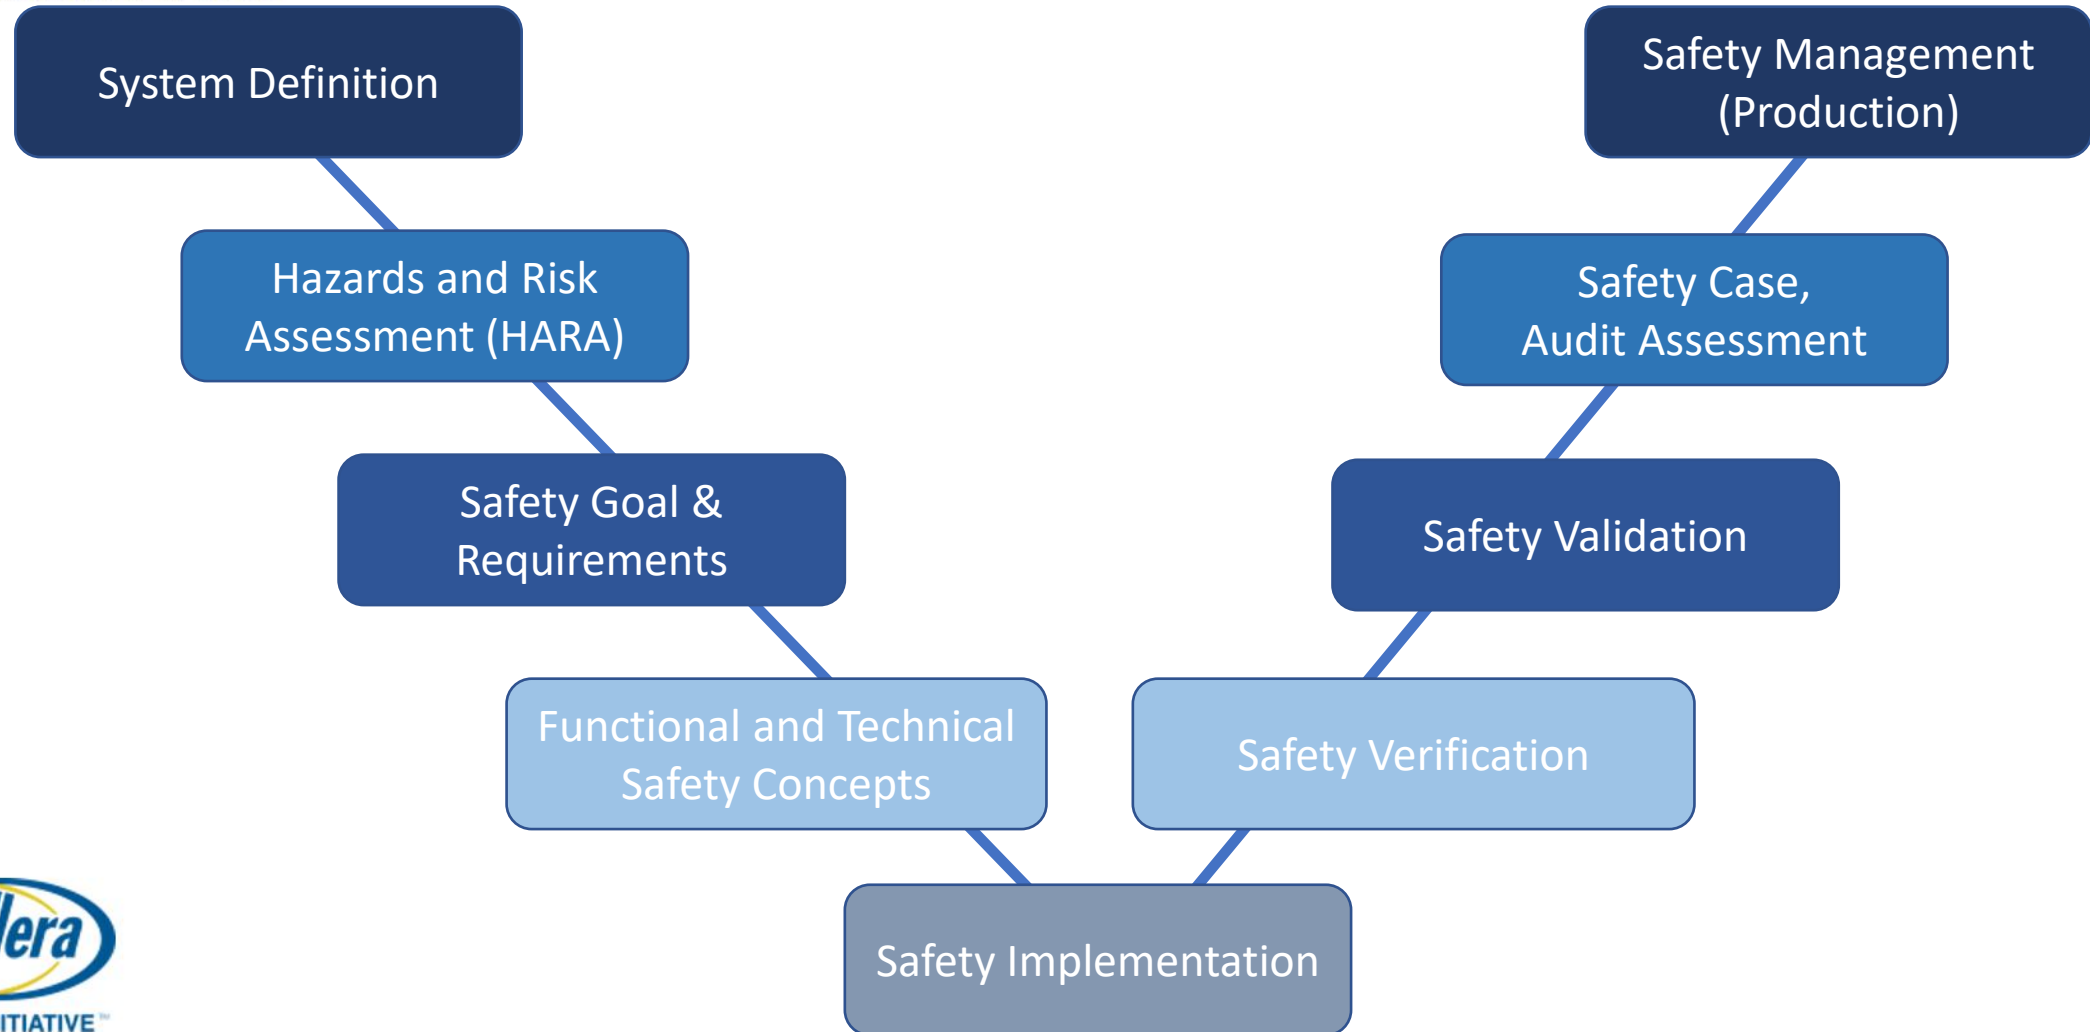 System Definition
Hazards and Risk
Assessment (HARA)
Safety Goal &
Requirements
Functional and Technical
Safety Concepts
Safety Implementation
Safety Verification
Safety Validation
Safety Case,
Audit Assessment
Safety Management
(Production)